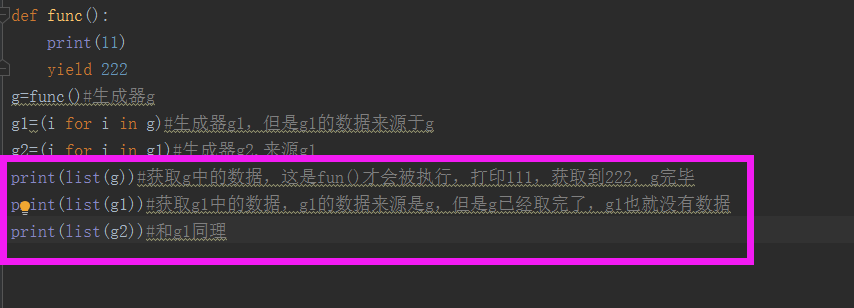 def func():
print(11)
yield 222
g=func()#生成器g
g1=(i for i in g)#生成器g1，但是g1的数据来源于g
g2=(i for i in g1)#生成器g2,来源g1
print(list(g))#获取g中的数据，这是fun()才会被执行，打印111，获取到222，g完毕
print(list(g1))#获取g1中的数据，g1的数据来源是g，但是g已经取完了，g1也就没有数据
print(list(g2))#和g1同理